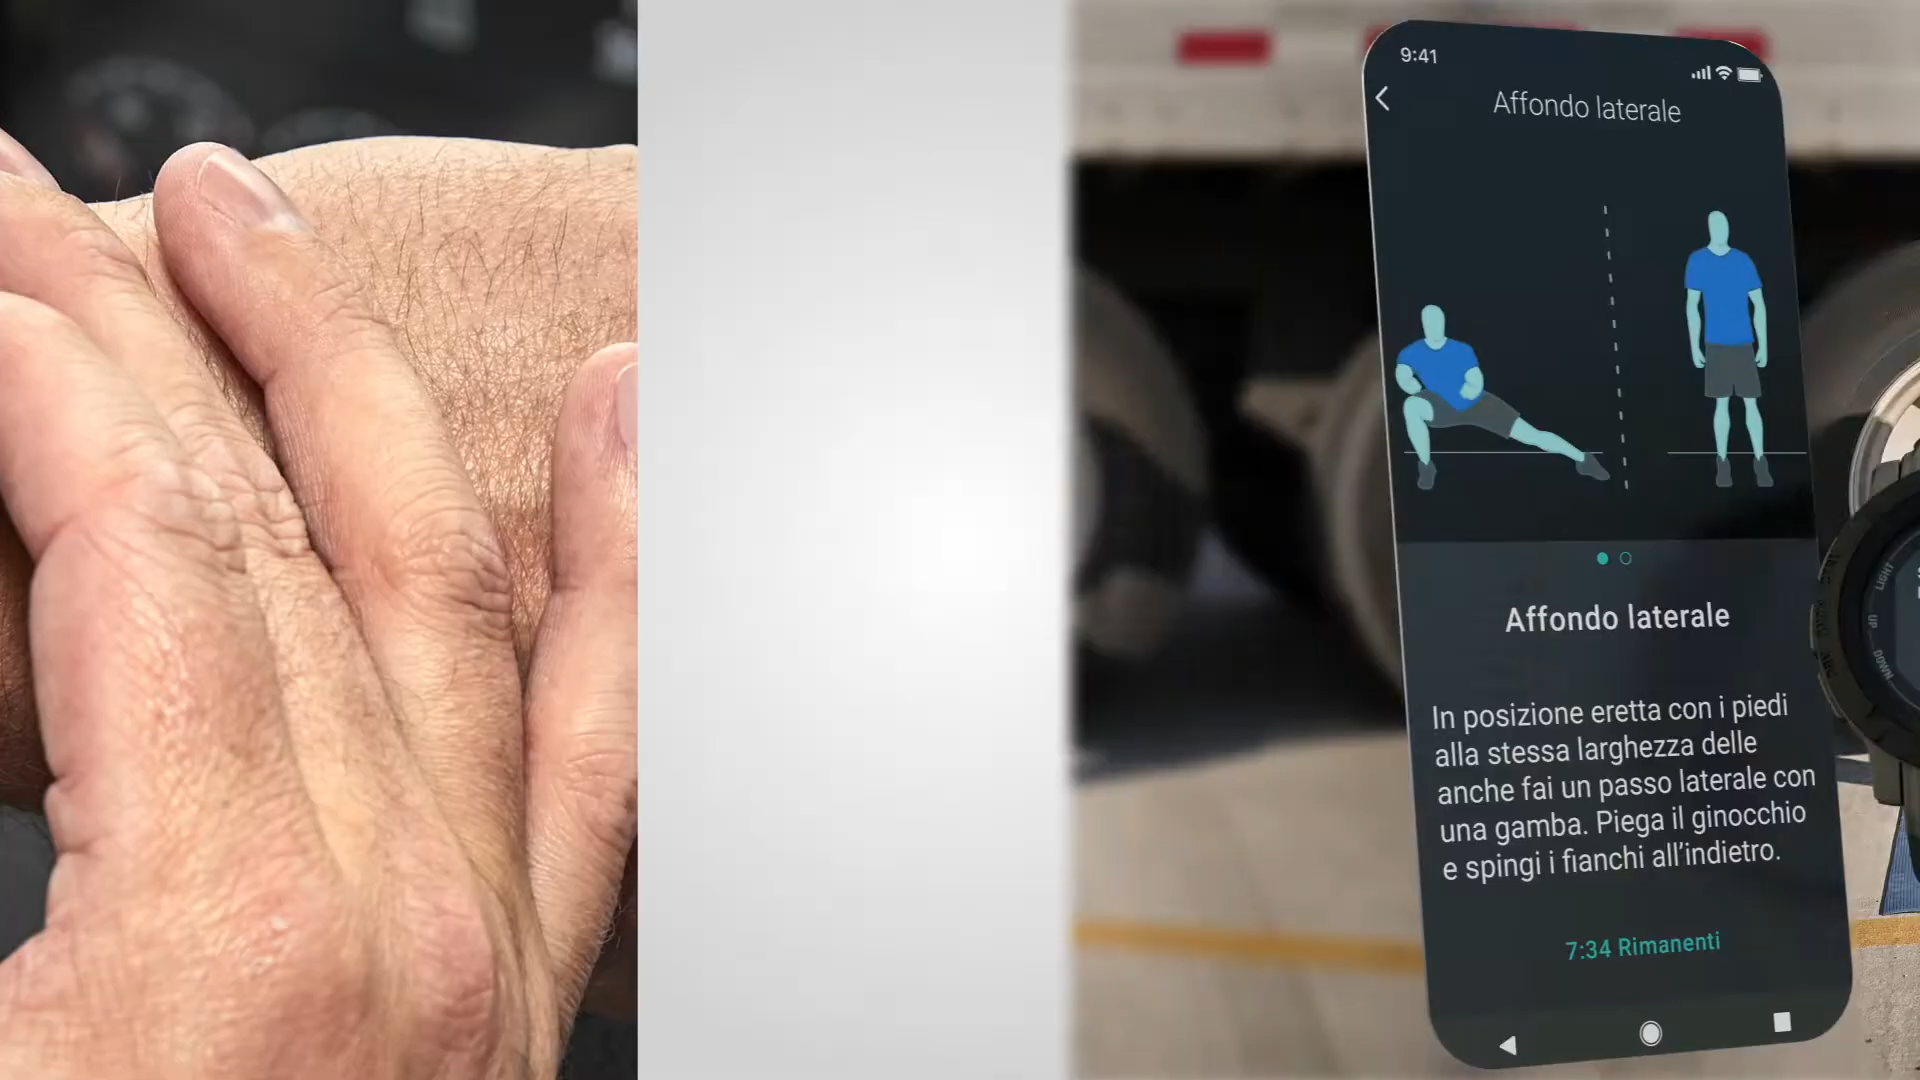 9:41
Affondo laterale
Affondo laterale
In posizione eretta con i piedi
alla stessa larghezza delle
anche fai un passo laterale con
una gamba. Piega il ginocchio
e spingi i fianchi all'indietro.
7:34 Rimanenti
LIGHT
UP
DOWN